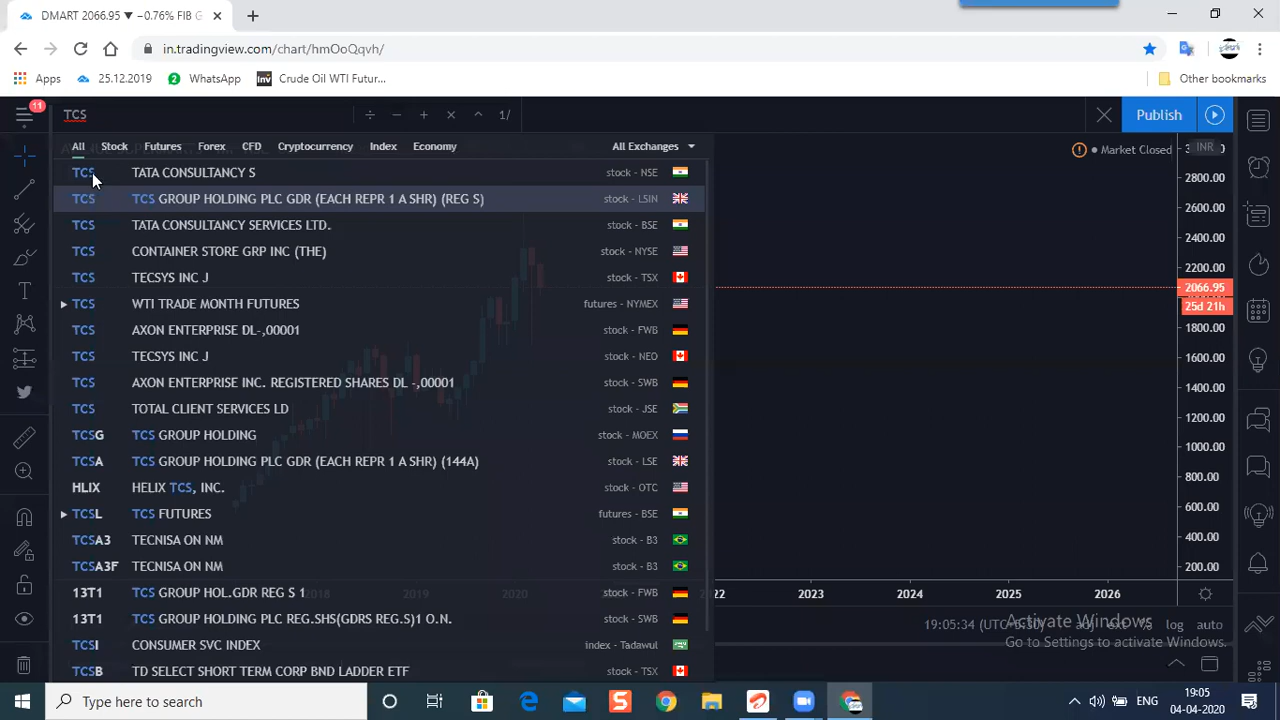 DMART 2066.95 ▼ −0.76% FIB G
in.tradingview.com/chart/hmOoQqvh/
Apps 25.12.2019 WhatsApp Crude Oil WTI Futur... Other bookmarks
11
TCS 1/ Publish
All Stock Futures Forex CFD Cryptocurrency Index Economy All Exchanges
Market Closed INR
TCS TATA CONSULTANCY S stock - NSE
TCS TCS GROUP HOLDING PLC GDR (EACH REPR 1 A SHR) (REG S) stock - LSIN
TCS TATA CONSULTANCY SERVICES LTD. stock - BSE
TCS CONTAINER STORE GRP INC (THE) stock - NYSE
TCS TECSYS INC J stock - TSX
TCS WTI TRADE MONTH FUTURES futures - NYMEX
TCS AXON ENTERPRISE DL-,00001 stock - FWB
TCS TECSYS INC J stock - NEO
TCS AXON ENTERPRISE INC. REGISTERED SHARES DL -,00001 stock - SWB
TCS TOTAL CLIENT SERVICES LD stock - JSE
TCSG TCS GROUP HOLDING stock - MOEX
TCSA TCS GROUP HOLDING PLC GDR (EACH REPR 1 A SHR) (144A) stock - LSE
HLIX HELIX TCS, INC. stock - OTC
TCSL TCS FUTURES futures - BSE
TCSA3 TECNISA ON NM stock - B3
TCSA3F TECNISA ON NM stock - B3
13T1 TCS GROUP HOL.GDR REG S 1 stock - FWB
13T1 TCS GROUP HOLDING PLC REG.SHS(GDRS REG.S)1 O.N. stock - SWB
TCSI CONSUMER SVC INDEX index - Tadawul
TCSB TD SELECT SHORT TERM CORP BND LADDER ETF stock - TSX
2800.00
2600.00
2400.00
2200.00
2066.95
25d 21h
1800.00
1600.00
1400.00
1200.00
1000.00
800.00
600.00
400.00
200.00
2018 2019 2020 2023 2024 2025 2026
19:05:34 % log auto
Activate Windows
Go to Settings to activate Windows.
Type here to search
ENG
19:05
04-04-2020